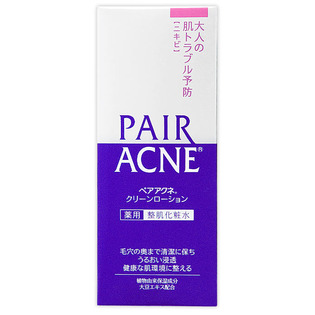 大人の
肌トラブル予防
【ニキビ】
PAIR
ACNE®
ペアアクネ®
クリーンローション
薬用 整肌化粧水
毛穴の奥まで清潔に保ち
うるおい浸透
健康な肌環境に整える
植物由来保湿成分
大豆エキス配合